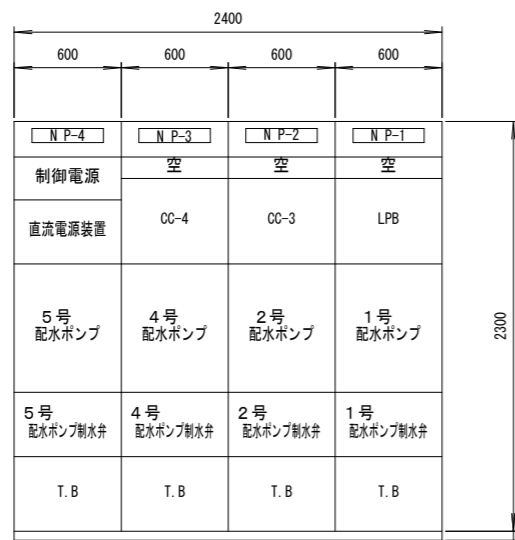 2400
600 600 600 600
N P-4 N P-3 N P-2 N P-1
制御電源 空 空 空
直流電源装置 CC-4 CC-3 LPB
5号 4号 2号 1号
配水ポンプ 配水ポンプ 配水ポンプ 配水ポンプ
2300
5号 4号 2号 1号
配水ポンプ制水弁 配水ポンプ制水弁 配水ポンプ制水弁 配水ポンプ制水弁
T.B T.B T.B T.B